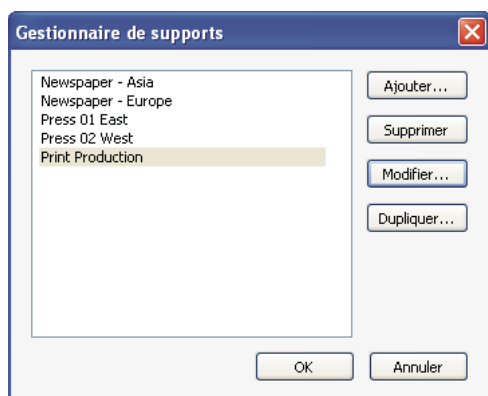 Gestionnaire de supports
Newspaper - Asia
Newspaper - Europe
Press 01 East
Press 02 West
Print Production
Ajouter...
Supprimer
Modifier...
Dupliquer...
OK
Annuler